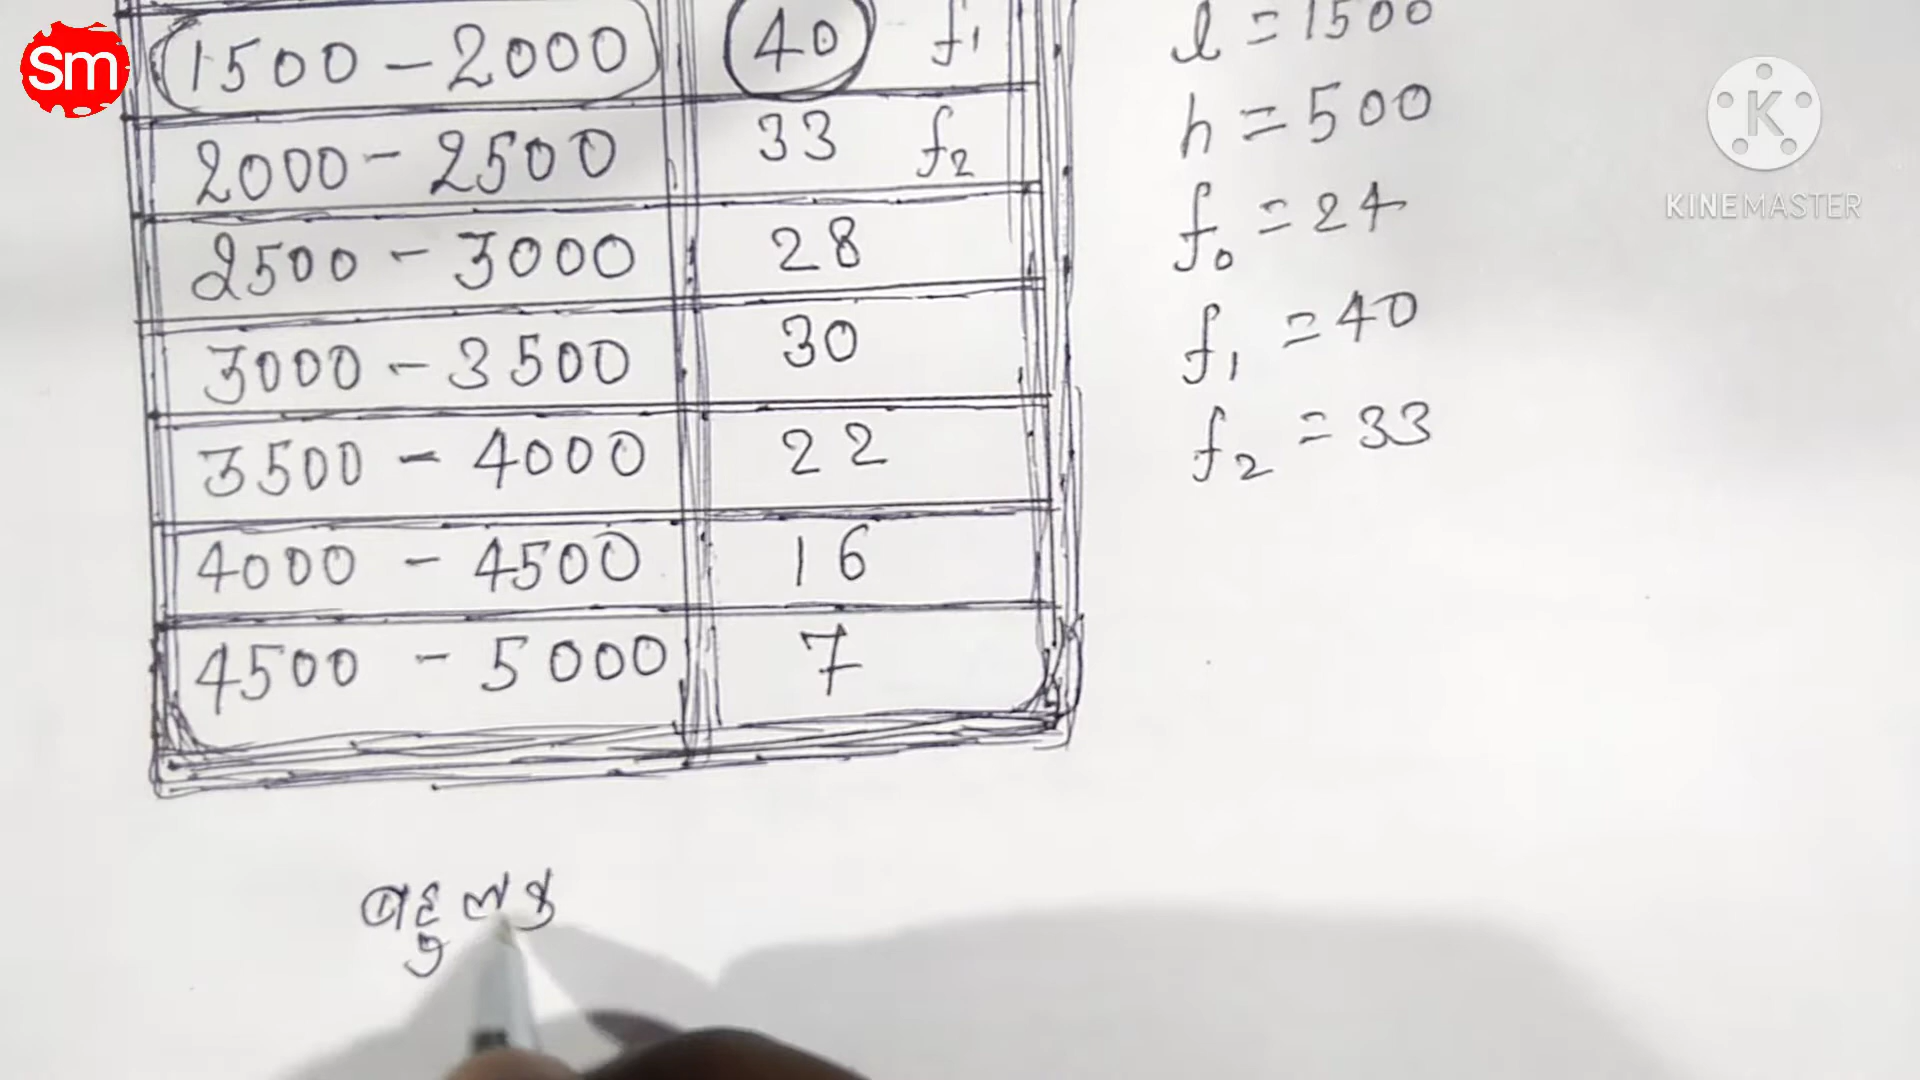 Sm
1500 - 2000 40 f1
2000 - 2500 33 f2
2500 - 3000 28
3000 - 3500 30
3500 - 4000 22
4000 - 4500 16
4500 - 5000 7
l = 1500
h = 500
f0 = 24
f1 = 40
f2 = 33
K
KINEMASTER